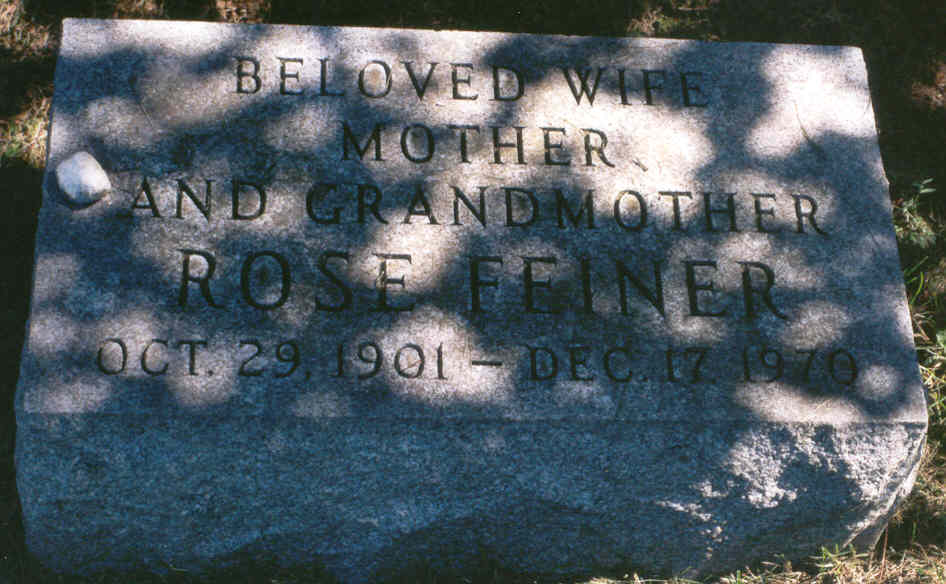 BELOVED WIFE
MOTHER
AND GRANDMOTHER
ROSE FEINER
OCT. 29, 1901 – DEC. 17, 1970